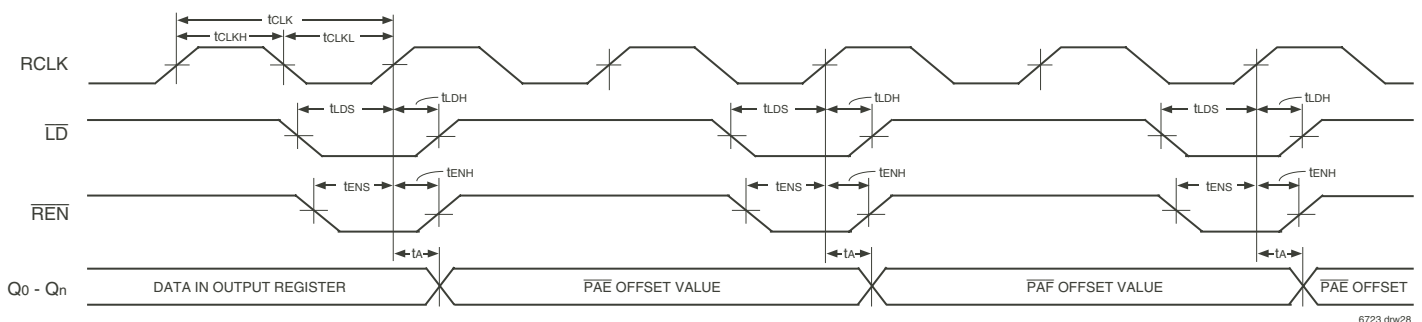 tCLK
tCLKH tCLKL
RCLK
tLDS tLDH tLDS tLDH tLDS tLDH
LD
tENS tENH tENS tENH tENS tENH
REN
tA tA tA
Q0 - Qn DATA IN OUTPUT REGISTER PAE OFFSET VALUE PAF OFFSET VALUE PAE OFFSET
6723 drw28